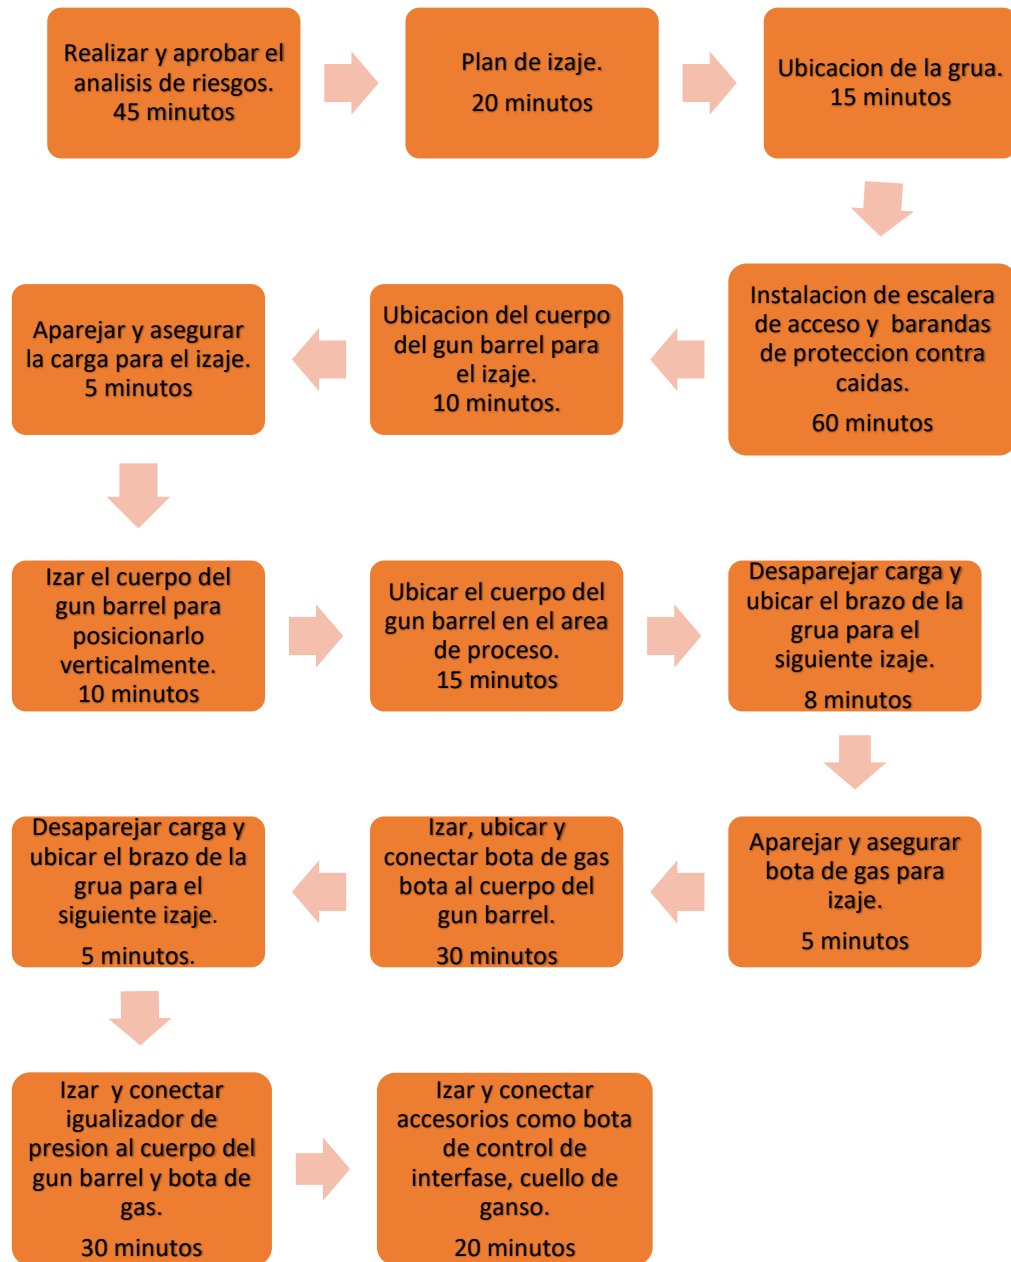 Realizar y aprobar el
analisis de riesgos.
45 minutos
Plan de izaje.
20 minutos
Ubicacion de la grua.
15 minutos
Instalacion de escalera
de acceso y  barandas
de proteccion contra
caidas.
60 minutos
Ubicacion del cuerpo
del gun barrel para
el izaje.
10 minutos.
Aparejar y asegurar
la carga para el izaje.
5 minutos
Izar el cuerpo del
gun barrel para
posicionarlo
verticalmente.
10 minutos
Ubicar el cuerpo del
gun barrel en el area
de proceso.
15 minutos
Desaparejar carga y
ubicar el brazo de la
grua para el
siguiente izaje.
8 minutos
Aparejar y asegurar
bota de gas para
izaje.
5 minutos
Izar, ubicar y
conectar bota de gas
bota al cuerpo del
gun barrel.
30 minutos
Desaparejar carga y
ubicar el brazo de la
grua para el
siguiente izaje.
5 minutos.
Izar  y conectar
igualizador de
presion al cuerpo del
gun barrel y bota de
gas.
30 minutos
Izar y conectar
accesorios como bota
de control de
interfase, cuello de
ganso.
20 minutos